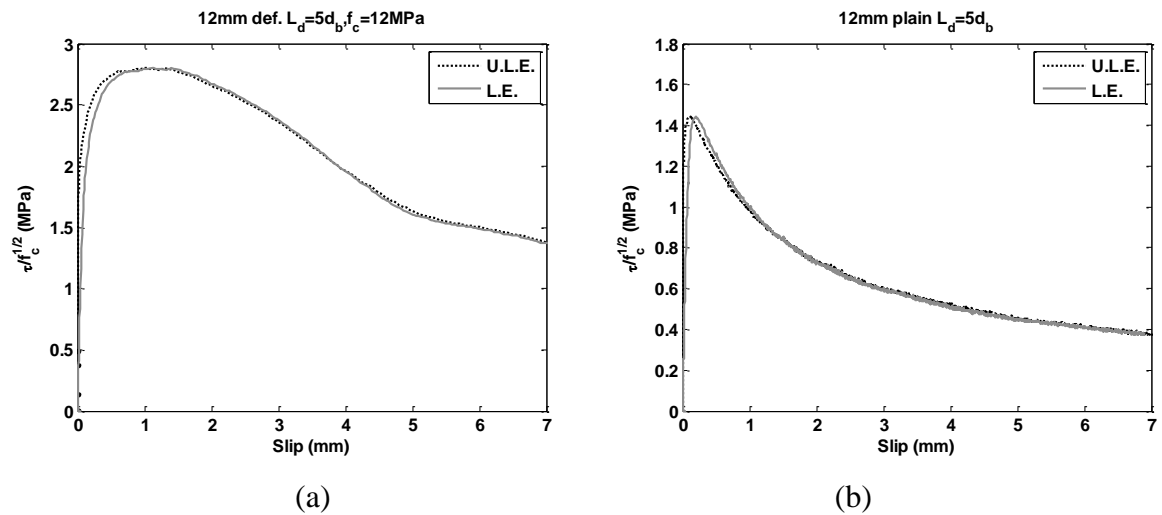 12mm def. L_d=5d_b,f_c=12MPa
3
2.5
2
1.5
1
0.5
0
0 1 2 3 4 5 6 7
τ/f_c^{1/2} (MPa)
Slip (mm)
U.L.E.
L.E.
(a)
12mm plain L_d=5d_b
1.8
1.6
1.4
1.2
1
0.8
0.6
0.4
0.2
0
0 1 2 3 4 5 6 7
τ/f_c^{1/2} (MPa)
Slip (mm)
U.L.E.
L.E.
(b)